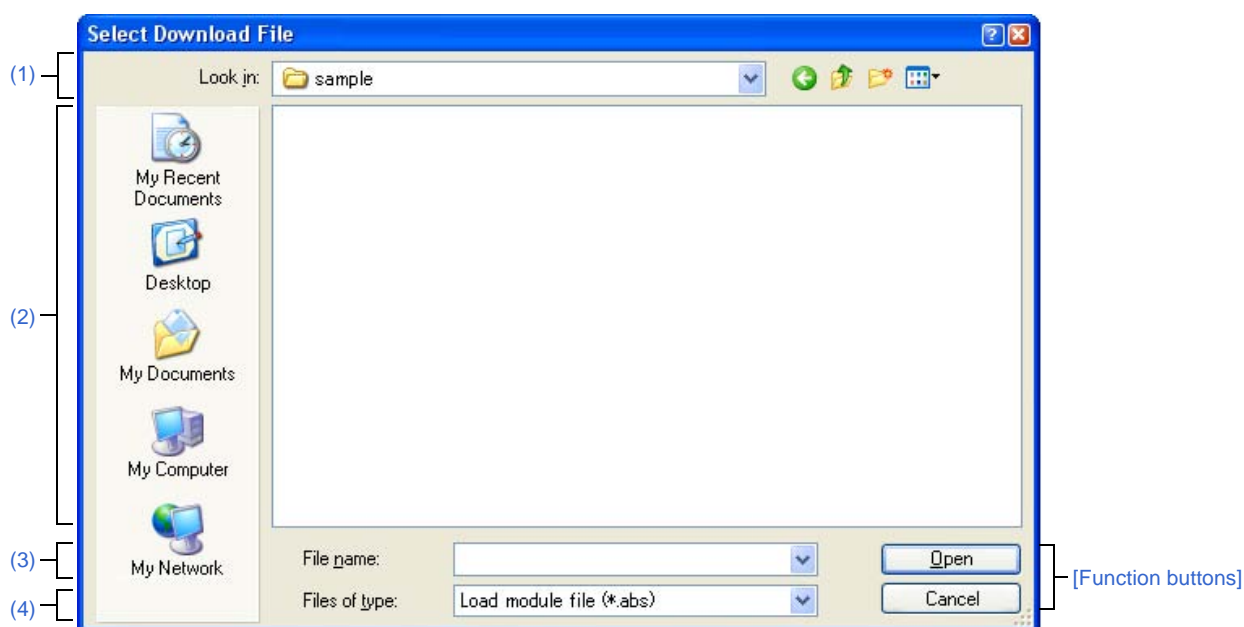 Select Download File
(1)
Look in:
sample
(2)
My Recent
Documents
Desktop
My Documents
My Computer
My Network
(3)
File name:
Open
(4)
Files of type:
Load module file (*.abs)
Cancel
[Function buttons]